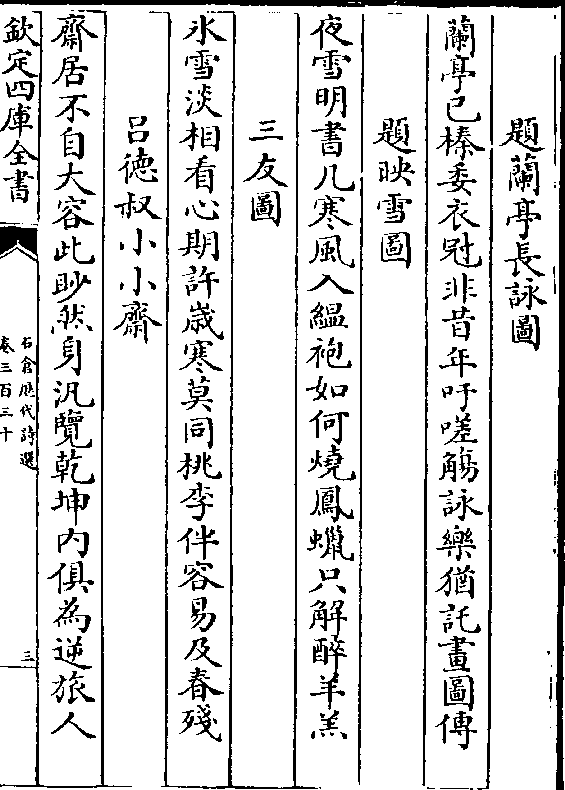 題蘭亭長詠圖
蘭亭已榛委衣冠非昔年吁嗟觴詠樂猶託畫圖傳
題映雪圖
夜雪明書几寒風入緼袍如何燒鳳蠟只解醉羊羔
三友圖
氷雪淡相看心期許歳寒莫同桃李伴容易及春殘
吕德叔小小齋
齋居不自大容此眇然身汎覽乾坤内俱為逆旅人
欽定四庫全書
石倉歴代詩選
卷三百三十
三